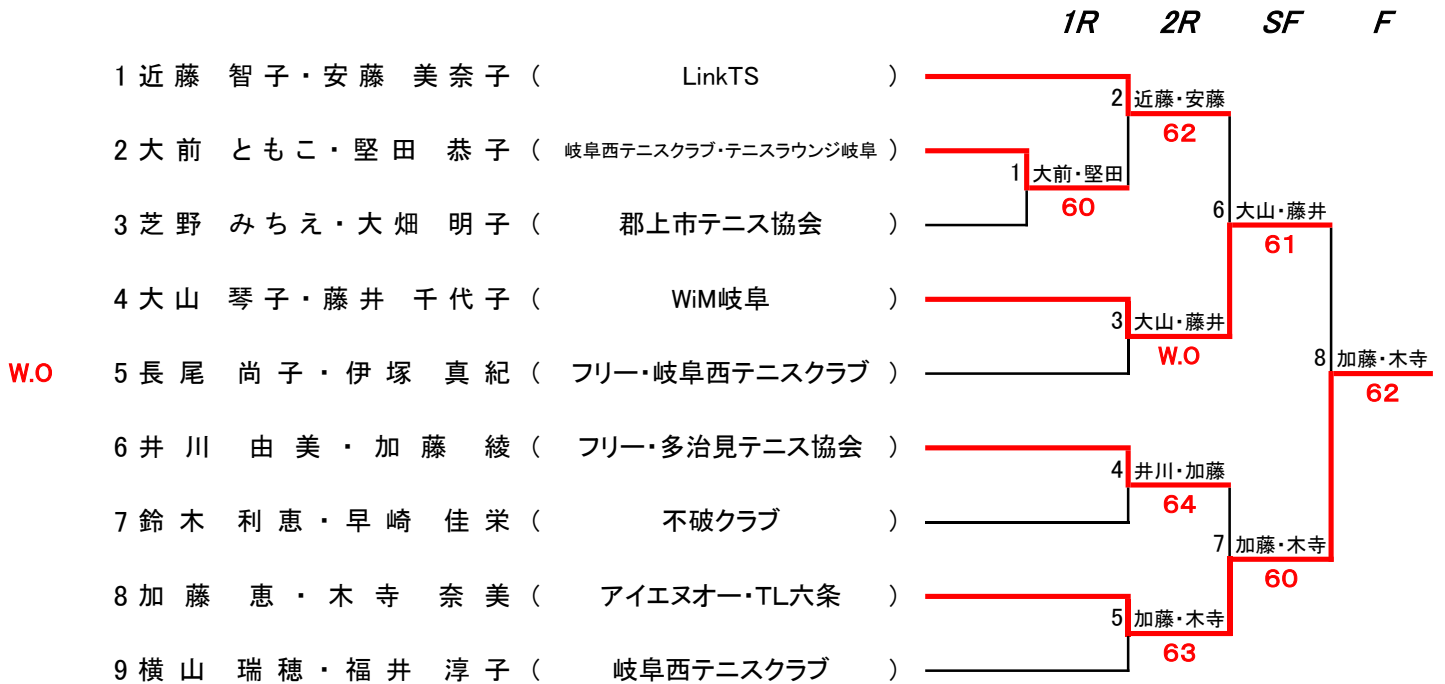 1R 2R SF F
1 近藤 智子・安藤 美奈子 ( LinkTS )
2 近藤・安藤
62
2 大前 ともこ・堅田 恭子 ( 岐阜西テニスクラブ・テニスラウンジ岐阜 )
1 大前・堅田
60
6 大山・藤井
61
3 芝野 みちえ・大畑 明子 ( 郡上市テニス協会 )
4 大山 琴子・藤井 千代子 ( WiM岐阜 )
3 大山・藤井
W.O
8 加藤・木寺
62
W.O 5 長尾 尚子・伊塚 真紀 ( フリー・岐阜西テニスクラブ )
6 井川 由美・加藤 綾 ( フリー・多治見テニス協会 )
4 井川・加藤
64
7 鈴木 利恵・早崎 佳栄 ( 不破クラブ )
7 加藤・木寺
60
8 加藤 恵・木寺 奈美 ( アイエヌオー・TL六条 )
5 加藤・木寺
63
9 横山 瑞穂・福井 淳子 ( 岐阜西テニスクラブ )